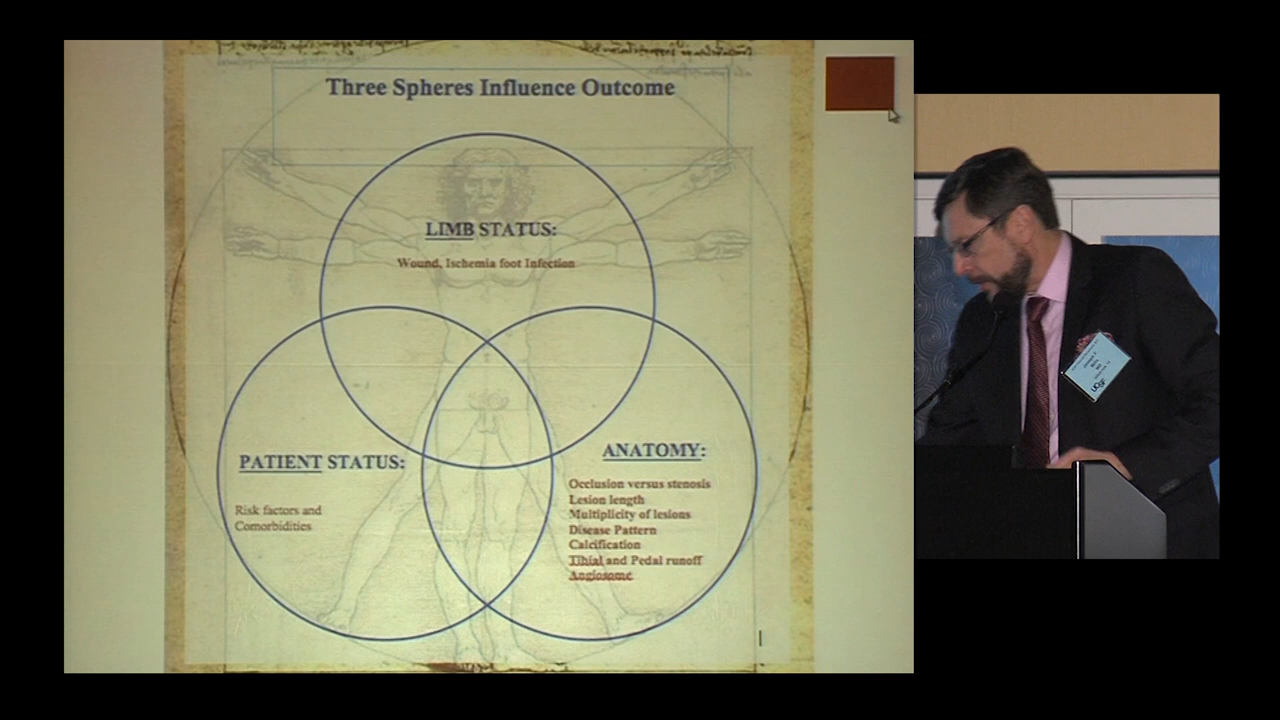 Three Spheres Influence Outcome
LIMB STATUS:
Wound, Ischemia foot Infection
PATIENT STATUS:
Risk factors and
Comorbidities
ANATOMY:
Occlusion versus stenosis
Lesion length
Multiplicity of lesions
Disease Pattern
Calcification
Tibial and Pedal runoff
Angiosome
UCSF